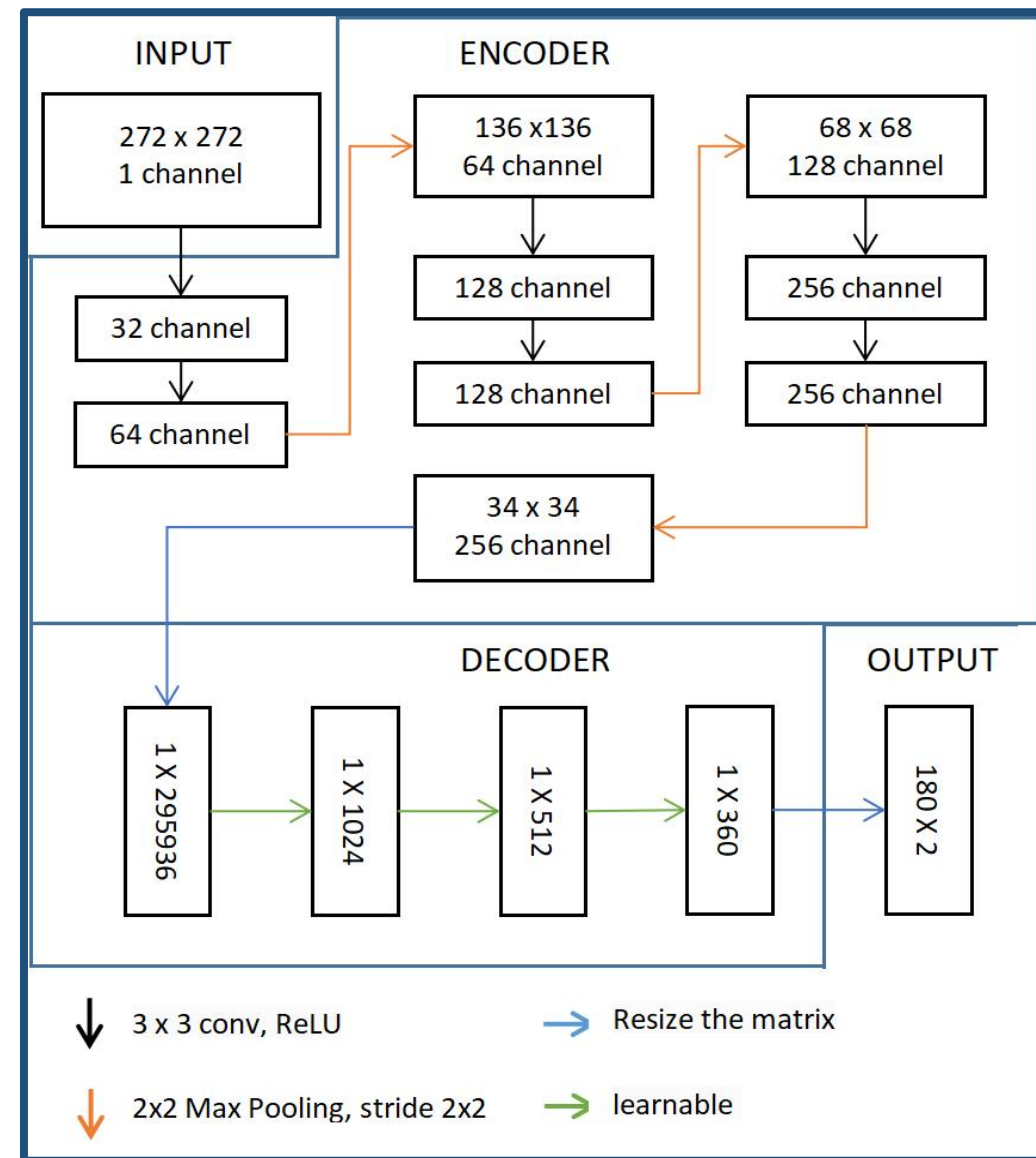 INPUT
272 x 272
1 channel
32 channel
64 channel
ENCODER
136 x136
64 channel
128 channel
128 channel
68 x 68
128 channel
256 channel
256 channel
34 x 34
256 channel
DECODER
1 X 295936
1 X 1024
1 X 512
1 X 360
OUTPUT
180 X 2
3 x 3 conv, ReLU
Resize the matrix
2x2 Max Pooling, stride 2x2
learnable